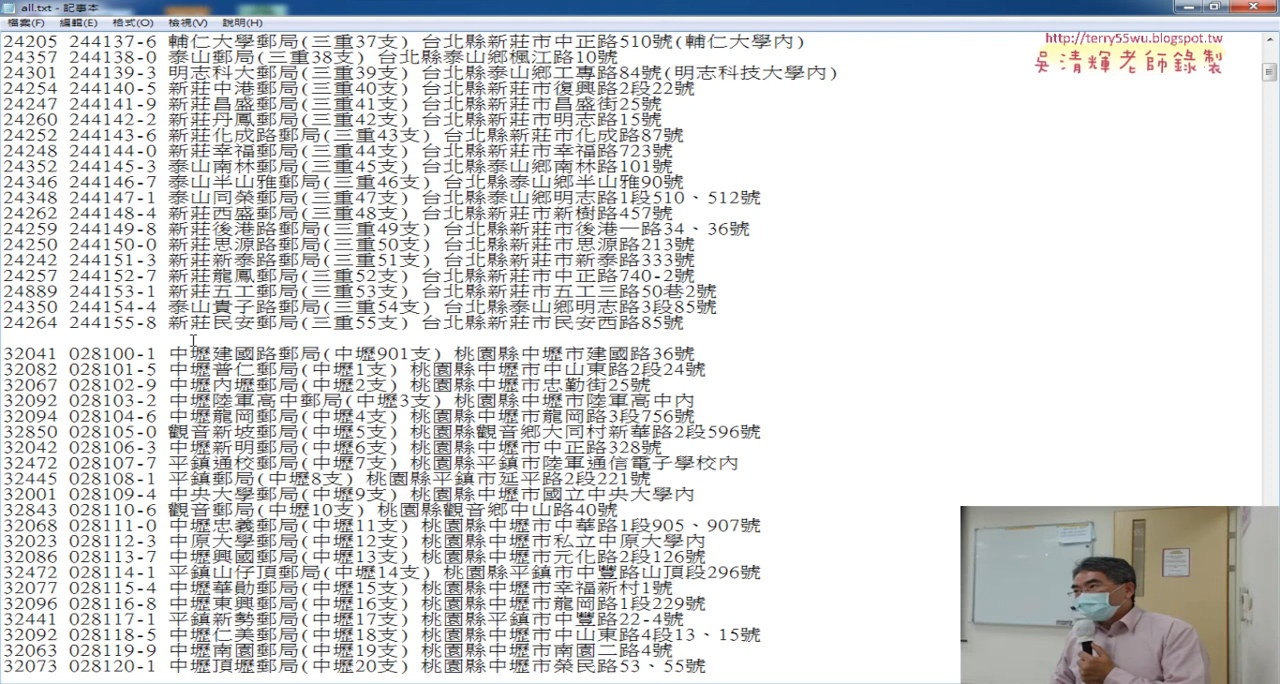 all.txt - 記事本
檔案(F) 編輯(E) 格式(O) 檢視(V) 說明(H)
http://terry55wu.blogspot.tw
吳清輝老師錄製
24205 244137-6 輔仁大學郵局(三重37支) 台北縣新莊市中正路510號(輔仁大學內)
24357 244138-0 泰山郵局(三重38支) 台北縣泰山鄉楓江路10號
24301 244139-3 明志科大郵局(三重39支) 台北縣泰山鄉工專路84號(明志科技大學內)
24254 244140-5 新莊中港郵局(三重40支) 台北縣新莊市復興路2段22號
24247 244141-9 新莊昌盛郵局(三重41支) 台北縣新莊市昌盛街25號
24260 244142-2 新莊丹鳳郵局(三重42支) 台北縣新莊市明志路15號
24252 244143-6 新莊化成路郵局(三重43支) 台北縣新莊市化成路87號
24248 244144-0 新莊幸福郵局(三重44支) 台北縣新莊市幸福路723號
24352 244145-3 泰山南林郵局(三重45支) 台北縣泰山鄉南林路101號
24346 244146-7 泰山半山雅郵局(三重46支) 台北縣泰山鄉半山雅90號
24348 244147-1 泰山同榮郵局(三重47支) 台北縣泰山鄉明志路1段510、512號
24262 244148-4 新莊西盛郵局(三重48支) 台北縣新莊市新樹路457號
24259 244149-8 新莊後港路郵局(三重49支) 台北縣新莊市後港一路34、36號
24250 244150-0 新莊思源郵局(三重50支) 台北縣新莊市思源路213號
24242 244151-3 新莊新泰郵局(三重51支) 台北縣新莊市新泰路333號
24257 244152-7 新莊龍鳳郵局(三重52支) 台北縣新莊市中正路740-2號
24889 244153-1 新莊五工郵局(三重53支) 台北縣新莊市五工三路50巷2號
24350 244154-4 泰山貴子路郵局(三重54支) 台北縣泰山鄉明志路3段85號
24264 244155-8 新莊民安郵局(三重55支) 台北縣新莊市民安西路85號
32041 028100-1 中壢建國路郵局(中壢901支) 桃園縣中壢市建國路36號
32082 028101-5 中壢普仁郵局(中壢1支) 桃園縣中壢市中山東路2段24號
32067 028102-9 中壢內壢郵局(中壢2支) 桃園縣中壢市忠勤街25號
32092 028103-2 中壢陸軍高中郵局(中壢3支) 桃園縣中壢市陸軍高中內
32094 028104-6 中壢龍岡郵局(中壢4支) 桃園縣中壢市龍岡路3段756號
32850 028105-0 觀音新坡郵局(中壢5支) 桃園縣觀音鄉大同村新華路2段596號
32042 028106-3 中壢新明郵局(中壢6支) 桃園縣中壢市中正路328號
32472 028107-7 平鎮通校郵局(中壢7支) 桃園縣平鎮市陸軍通信電子學校內
32445 028108-1 平鎮郵局(中壢8支) 桃園縣平鎮市延平路2段221號
32001 028109-4 中央大學郵局(中壢9支) 桃園縣中壢市國立中央大學內
32843 028110-6 觀音郵局(中壢10支) 桃園縣觀音鄉中山路40號
32068 028111-0 中壢忠義郵局(中壢11支) 桃園縣中壢市中華路1段905、907號
32023 028112-3 中原大學郵局(中壢12支) 桃園縣中壢市私立中原大學內
32086 028113-7 中壢興國郵局(中壢13支) 桃園縣中壢市元化路2段126號
32472 028114-1 平鎮山仔頂郵局(中壢14支) 桃園縣平鎮市中豐路山頂段296號
32077 028115-4 中壢華勛郵局(中壢15支) 桃園縣中壢市幸福新村1號
32096 028116-8 中壢東興郵局(中壢16支) 桃園縣中壢市龍岡路1段229號
32441 028117-1 平鎮新勢郵局(中壢17支) 桃園縣平鎮市中豐路22-4號
32092 028118-5 中壢仁美郵局(中壢18支) 桃園縣中壢市中山東路4段13、15號
32063 028119-9 中壢南園郵局(中壢19支) 桃園縣中壢市南園二路4號
32073 028120-1 中壢頂壢郵局(中壢20支) 桃園縣中壢市榮民路53、55號